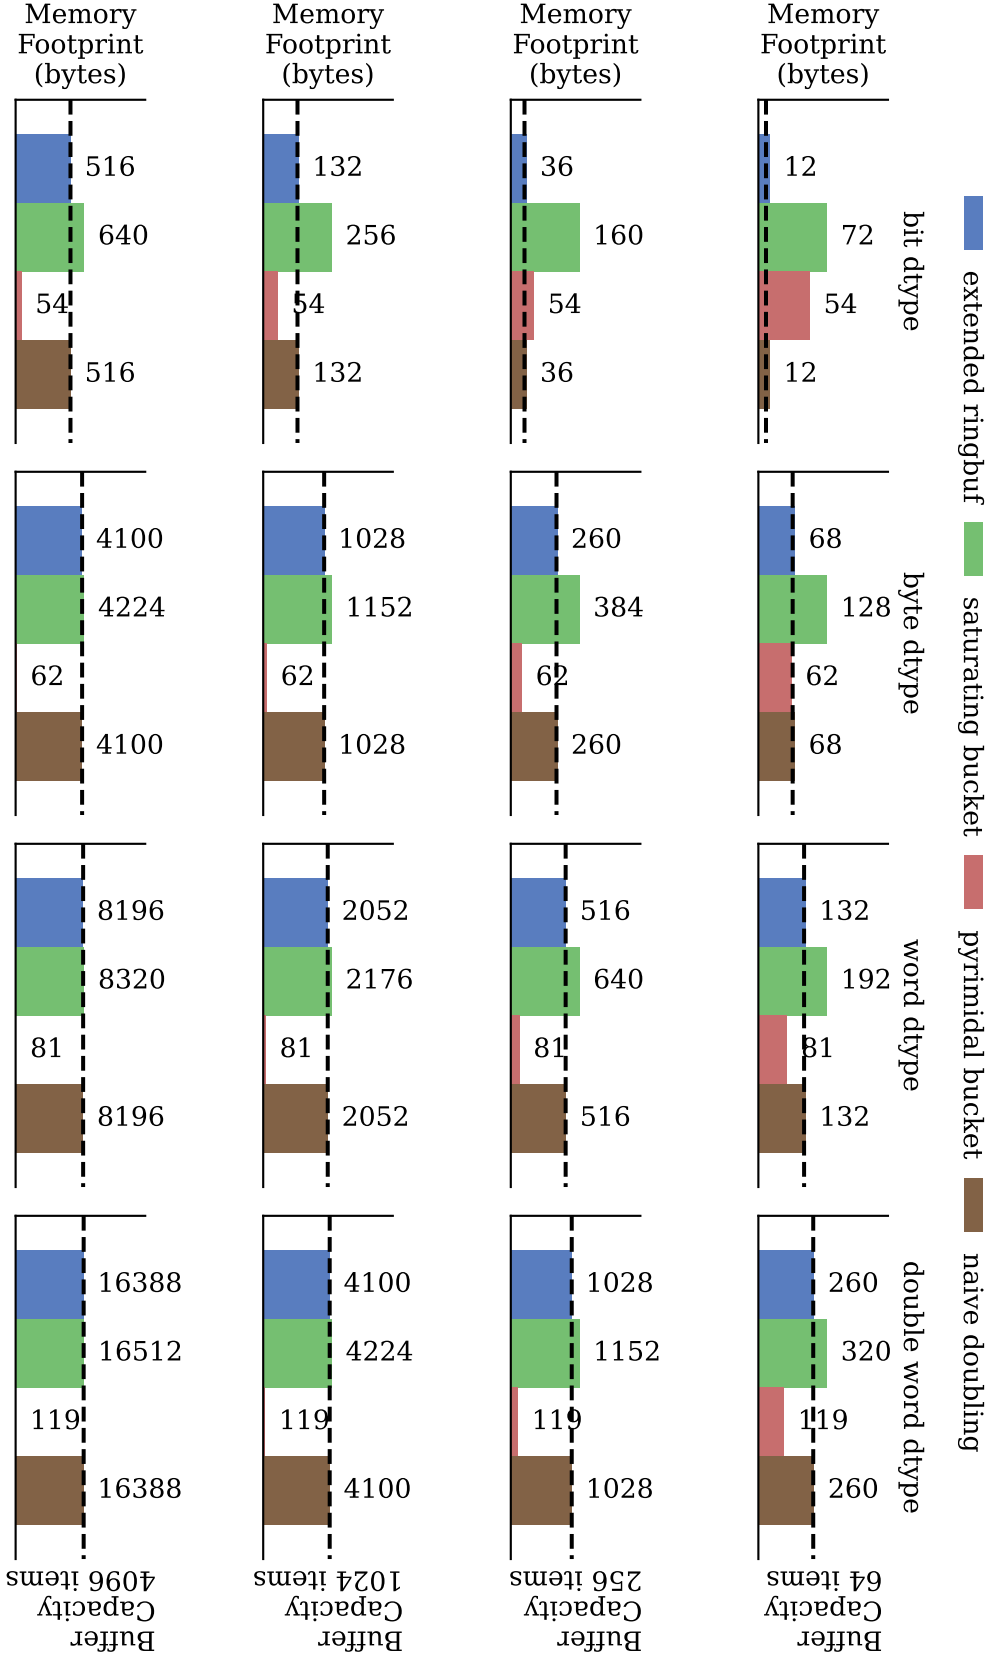 Memory
Footprint
(bytes)
Memory
Footprint
(bytes)
Memory
Footprint
(bytes)
Memory
Footprint
(bytes)
516
640
54
516
132
256
54
132
36
160
54
36
12
72
54
12
bit dtype
4100
4224
62
4100
1028
1152
62
1028
260
384
62
260
68
128
62
68
byte dtype
8196
8320
81
8196
2052
2176
81
2052
516
640
81
516
132
192
81
132
word dtype
16388
16512
119
16388
4100
4224
119
4100
1028
1152
119
1028
260
320
119
260
double word dtype
Buffer
Capacity
4096 items
Buffer
Capacity
1024 items
Buffer
Capacity
256 items
Buffer
Capacity
64 items
extended ringbuf
saturating bucket
pyrimidal bucket
naive doubling